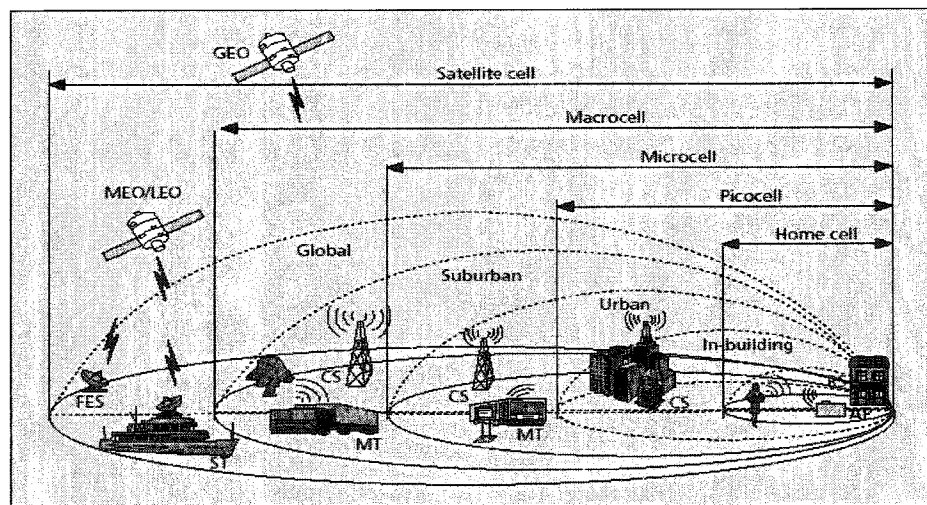 GEO
Satellite cell
Macrocell
Microcell
MEO/LEO
Picocell
Home cell
Global
Suburban
Urban
In-building
CS
FES
CS
CS
AP
MT
MT
ST